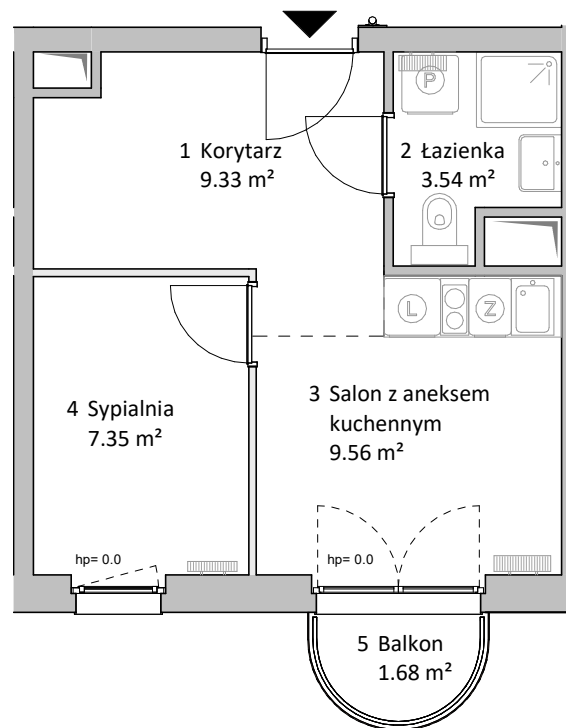 P
1 Korytarz
9.33 m²
2 Łazienka
3.54 m²
L
Z
3 Salon z aneksem
kuchennym
9.56 m²
4 Sypialnia
7.35 m²
hp= 0.0
hp= 0.0
5 Balkon
1.68 m²